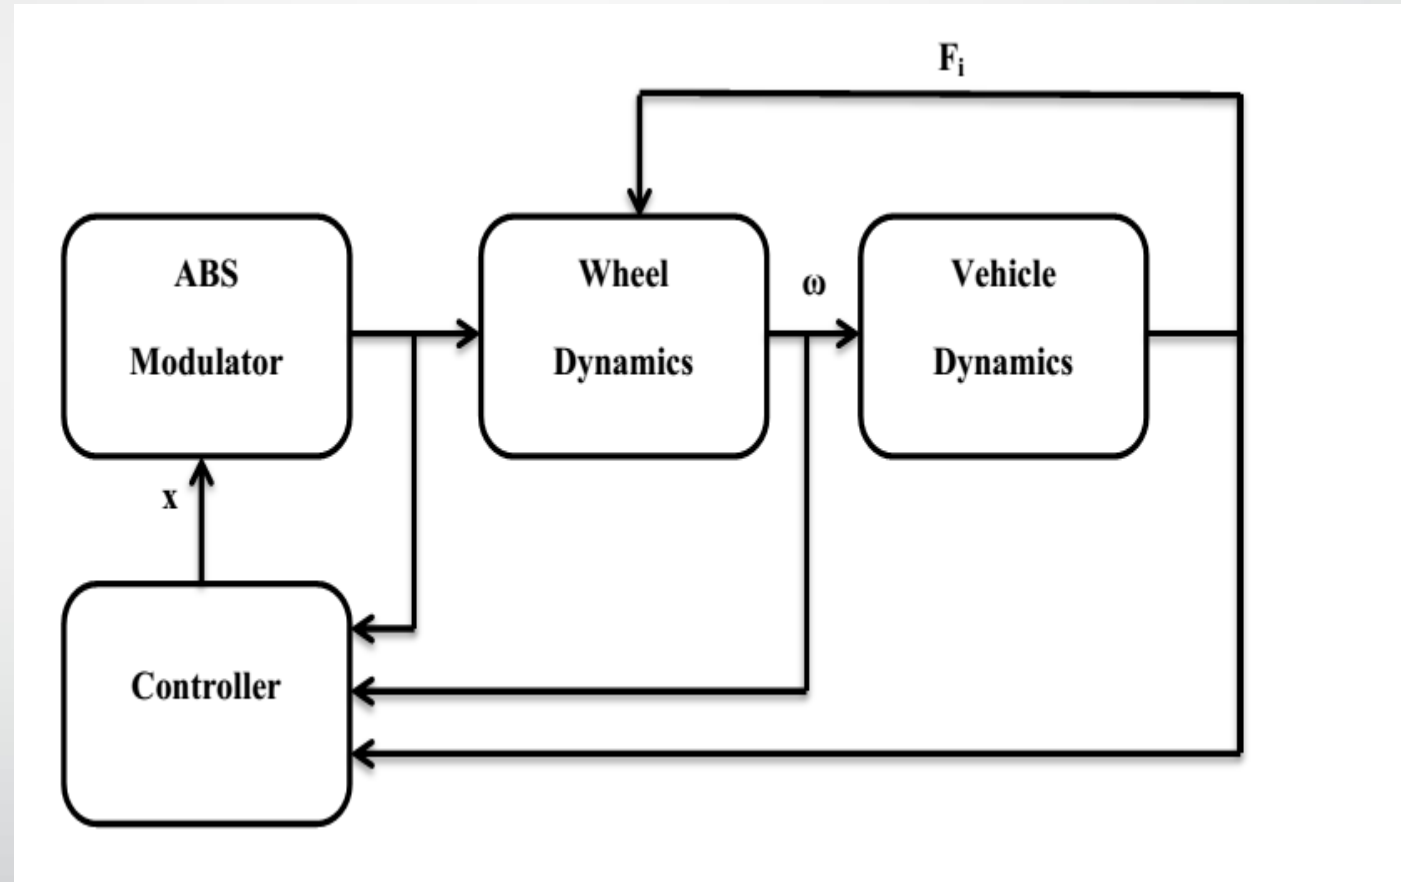 Fi
ABS
Modulator
Wheel
Dynamics
ω
Vehicle
Dynamics
x
Controller